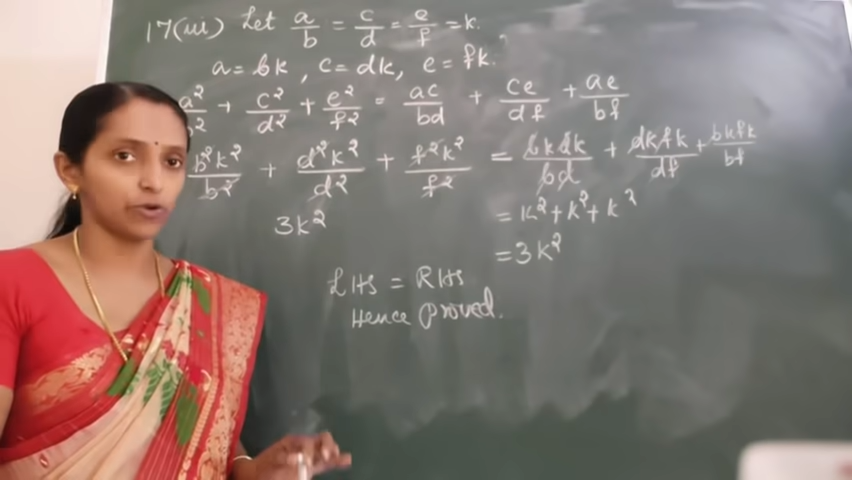 17(iii) Let a/b = c/d = e/f = k.
a = bk, c = dk, e = fk.
a²/b² + c²/d² + e²/f² = ac/bd + ce/df + ae/bf
b²k²/b² + d²k²/d² + f²k²/f² = bkdk/bd + dkfk/df + bkfk/bf
3k² = k² + k² + k²
= 3k²
LHS = RHS
Hence proved.